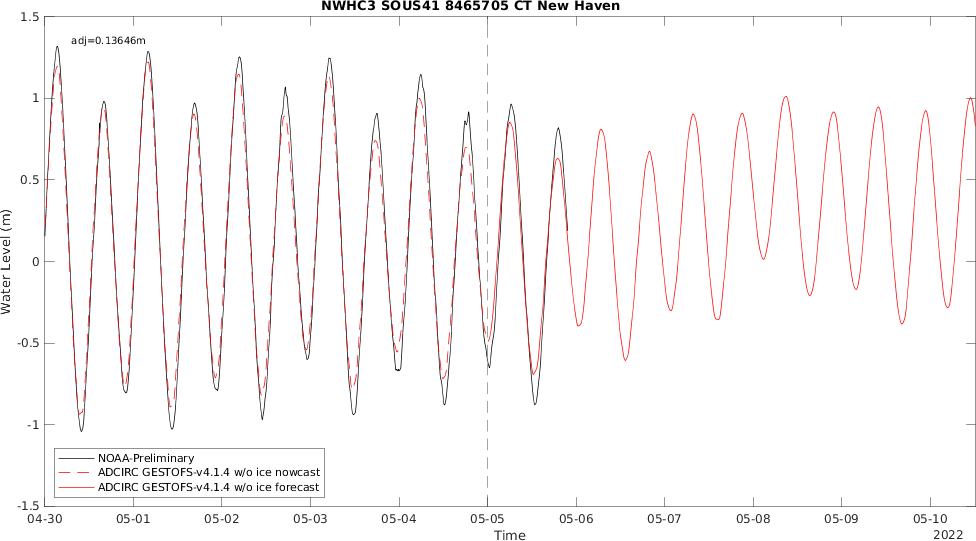 NWHC3 SOUS41 8465705 CT New Haven
1.5
adj=0.13646m
1
0.5
0
-0.5
-1
-1.5
Water Level (m)
NOAA-Preliminary
ADCIRC GESTOFS-v4.1.4 w/o ice nowcast
ADCIRC GESTOFS-v4.1.4 w/o ice forecast
04-30 05-01 05-02 05-03 05-04 05-05 05-06 05-07 05-08 05-09 05-10
Time
2022